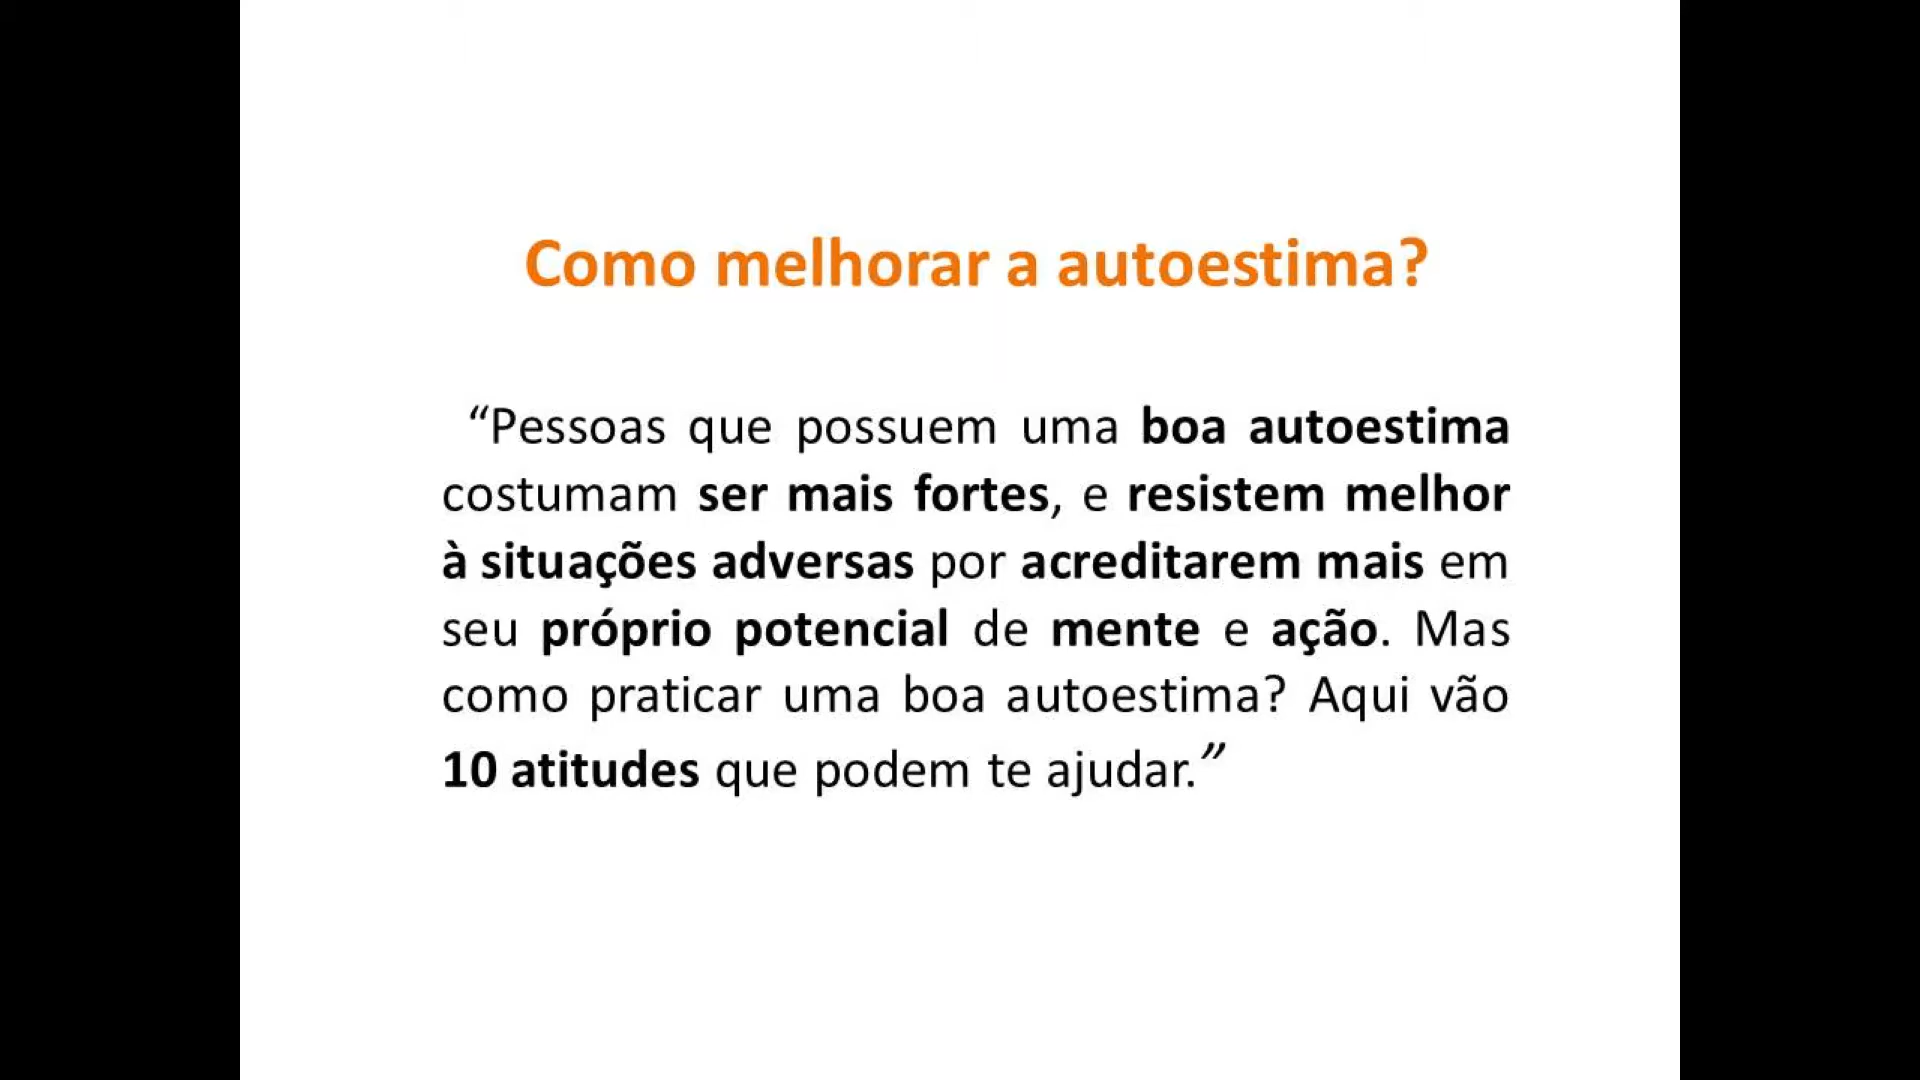 Como melhorar a autoestima?
“Pessoas que possuem uma boa autoestima
costumam ser mais fortes, e resistem melhor
à situações adversas por acreditarem mais em
seu próprio potencial de mente e ação. Mas
como praticar uma boa autoestima? Aqui vão
10 atitudes que podem te ajudar.”